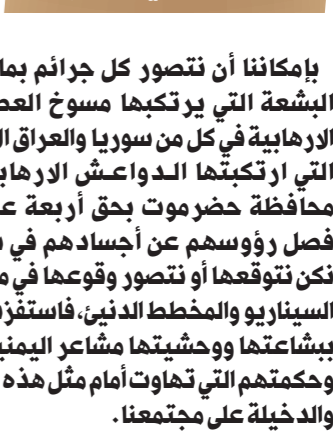 بإمكاننا أن نتصور كل جرائم بما
البشعة التي يرتكبها مسوخ العص
الارهابية في كل من سوريا والعراق ال
التي ارتكبتها الدواعش الارهاب
محافظة حضرموت بحق أربعة ع
فصل رؤوسهم عن أجسادهم في
نكن نتوقعها أو نتصور وقوعها في م
السيناريو والمخطط الدنيئ، فاستفز
ببشاعتها ووحشيتها مشاعر اليمني
وحكمتهم التي تهاوت أمام مثل هذه
والدخيلة على مجتمعنا.